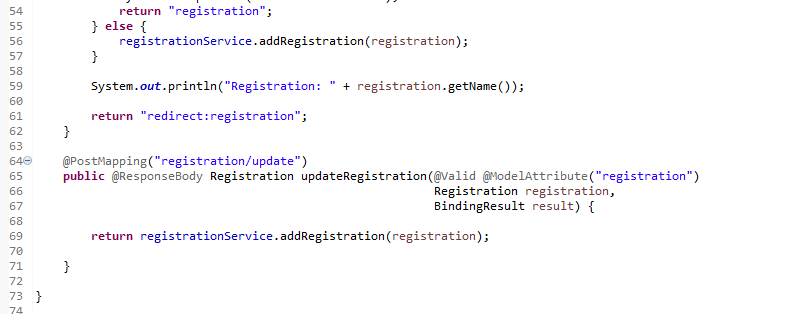 54 return "registration";
55 } else {
56 registrationService.addRegistration(registration);
57 }
58
59 System.out.println("Registration: " + registration.getName());
60
61 return "redirect:registration";
62 }
63
64 @PostMapping("registration/update")
65 public @ResponseBody Registration updateRegistration(@Valid @ModelAttribute("registration")
66 Registration registration,
67 BindingResult result) {
68
69 return registrationService.addRegistration(registration);
70
71 }
72
73 }
74